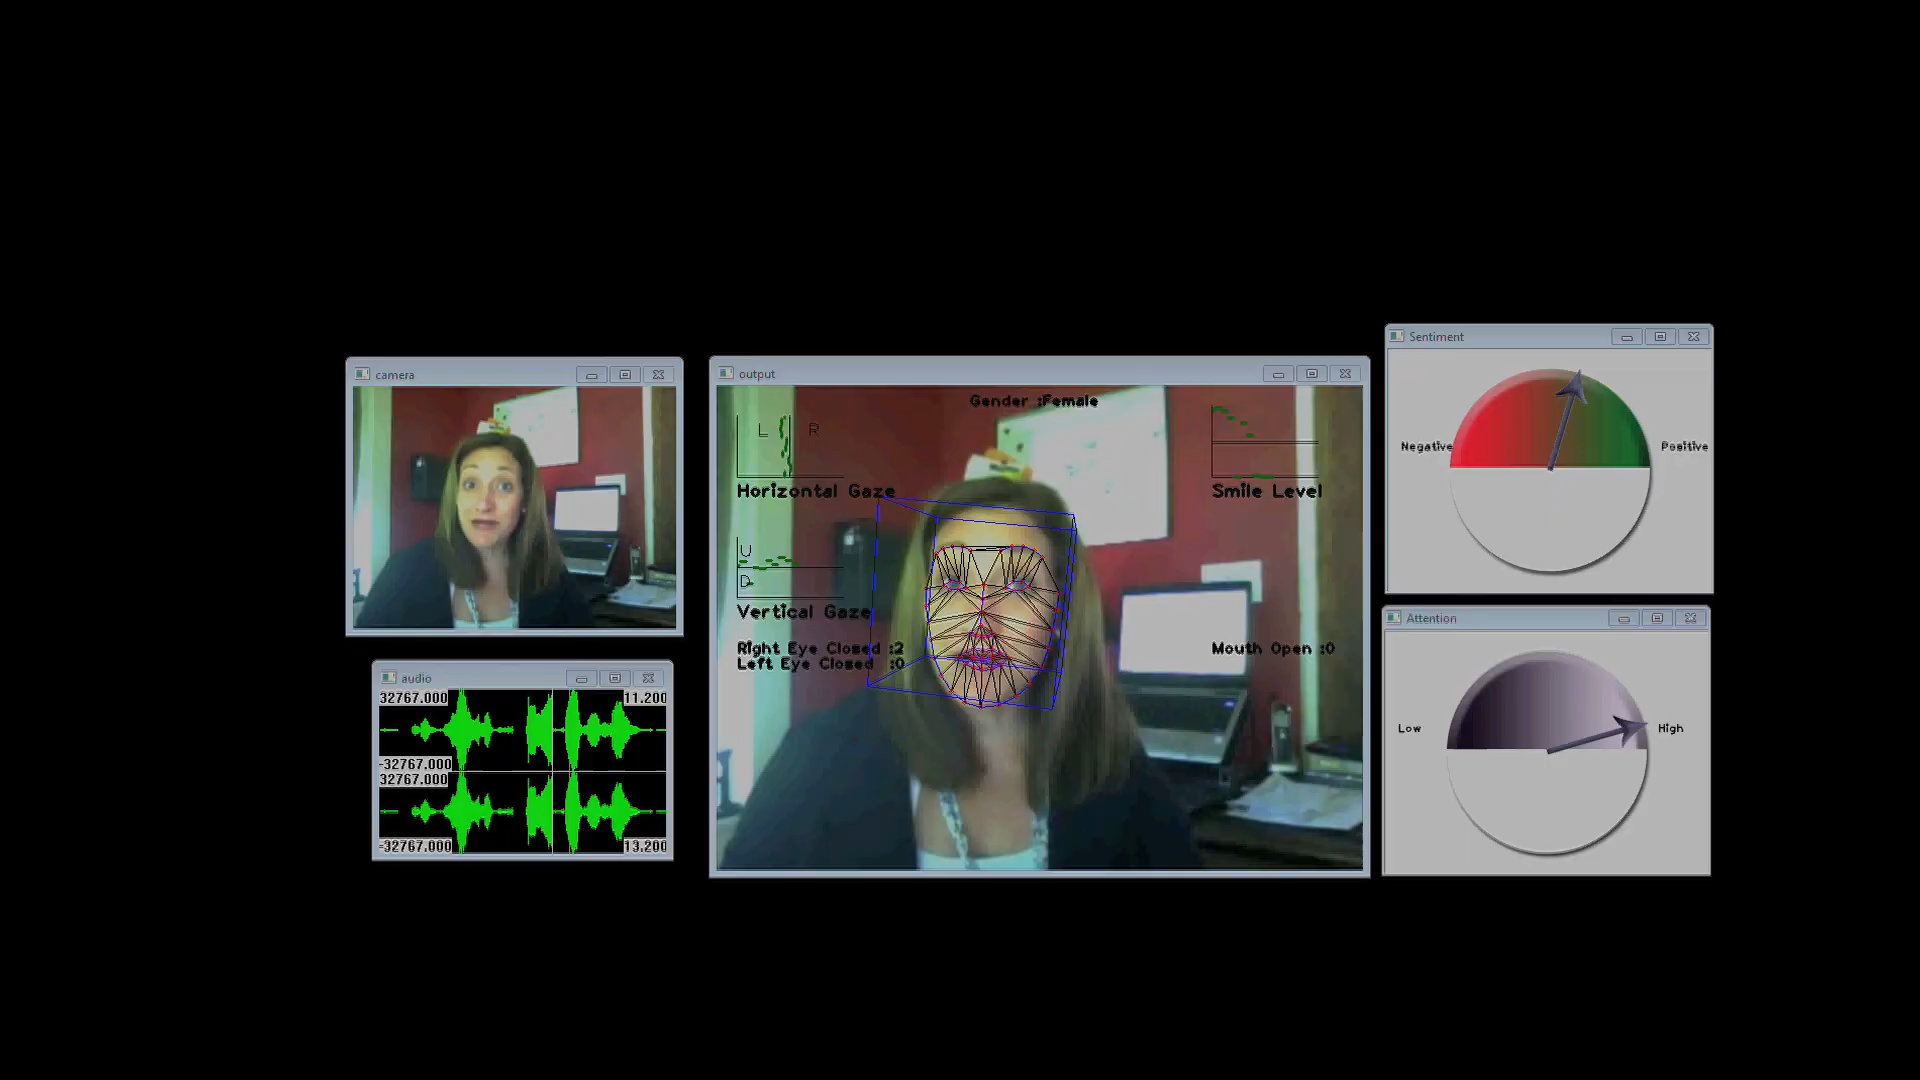 camera
audio
32767.000
11.200
-32767.000
32767.000
-32767.000
13.200
output
Gender :Female
L R
Horizontal Gaze
Smile Level
U
D
Vertical Gaze
Right Eye Closed :2
Left Eye Closed :0
Mouth Open :0
Sentiment
Negative
Positive
Attention
Low
High